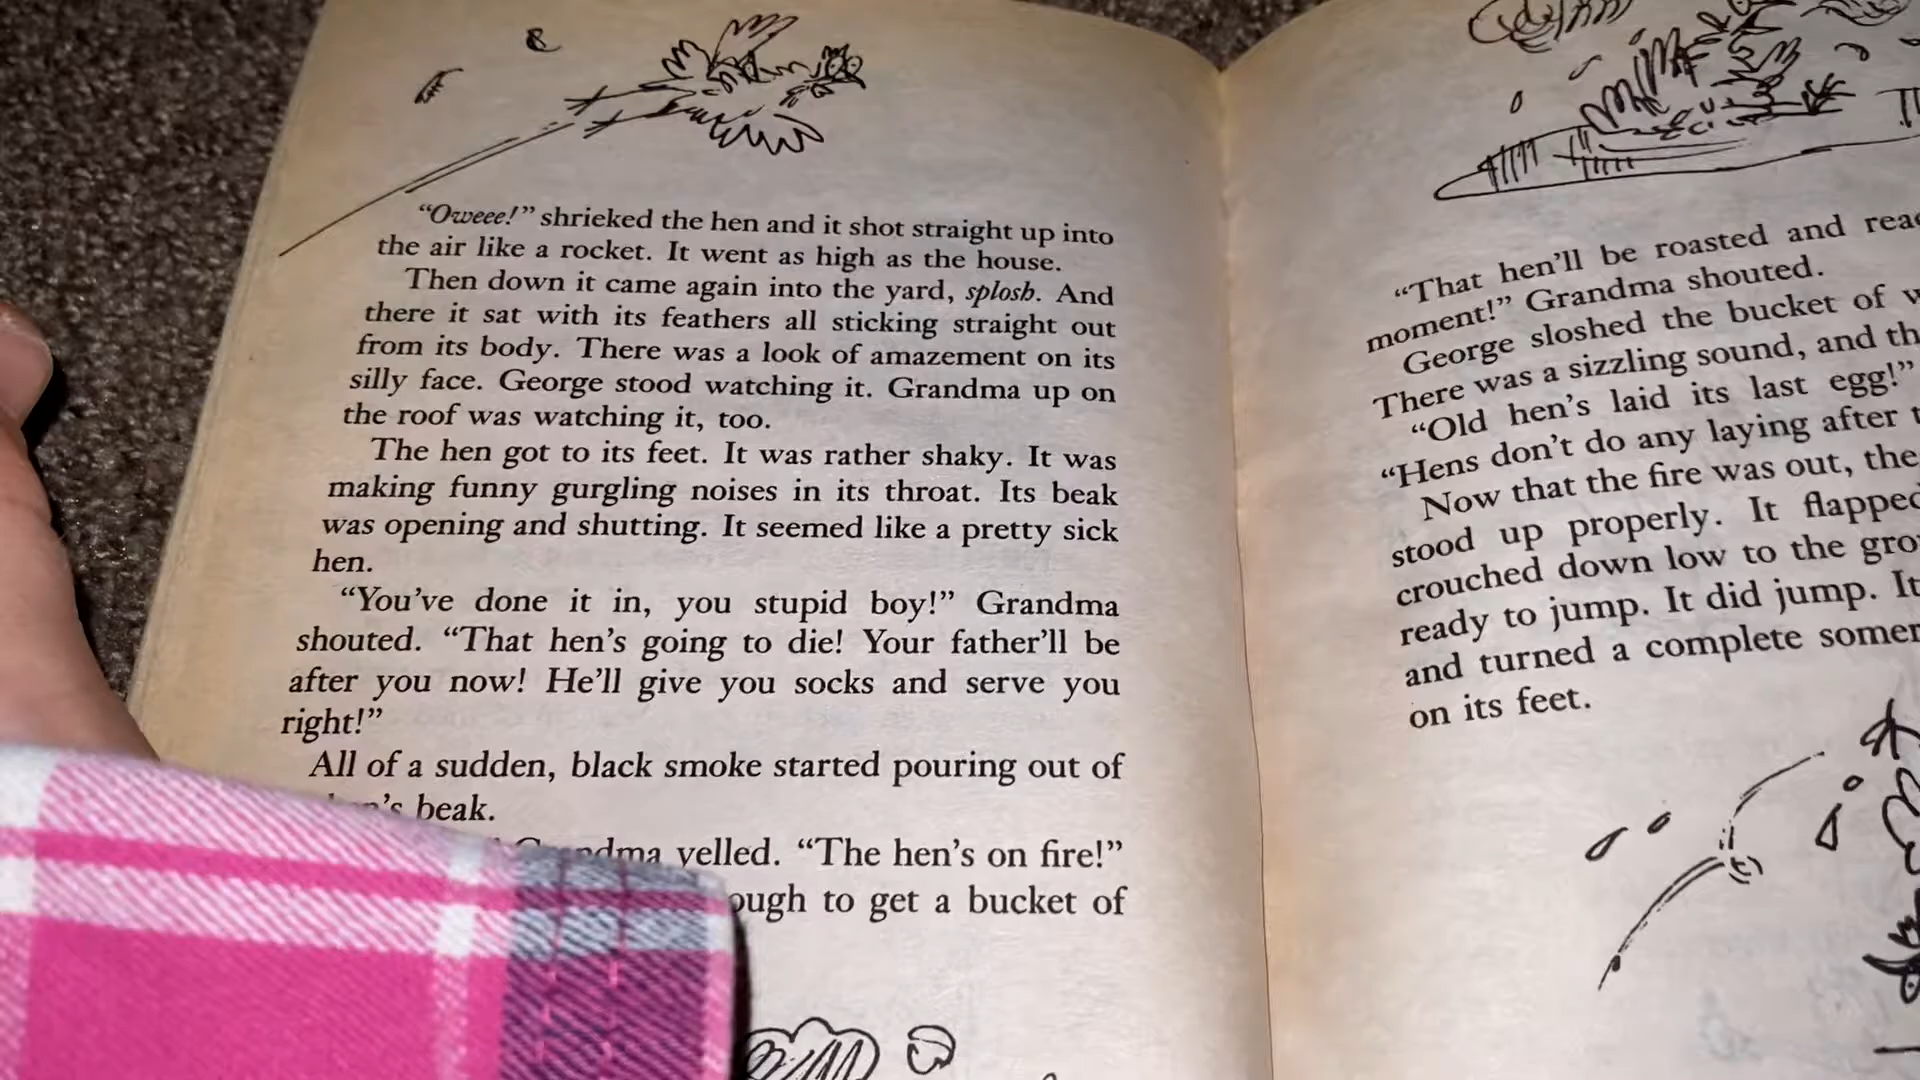 "Oweee!" shrieked the hen and it shot straight up into
the air like a rocket. It went as high as the house.
Then down it came again into the yard, splosh. And
there it sat with its feathers all sticking straight out
from its body. There was a look of amazement on its
silly face. George stood watching it. Grandma up on
the roof was watching it, too.
The hen got to its feet. It was rather shaky. It was
making funny gurgling noises in its throat. Its beak
was opening and shutting. It seemed like a pretty sick
hen.
"You've done it in, you stupid boy!" Grandma
shouted. "That hen's going to die! Your father'll be
after you now! He'll give you socks and serve you
right!"
All of a sudden, black smoke started pouring out of
beak.
yelled. "The hen's on fire!"
to get a bucket of
"That hen'll be roasted and
moment!" Grandma shouted.
George sloshed the bucket of
There was a sizzling sound, and
"Old hen's laid its last egg!"
"Hens don't do any laying after
Now that the fire was out, the
stood up properly. It flapped
crouched down low to the
ready to jump. It did jump. It
and turned a complete
on its feet.